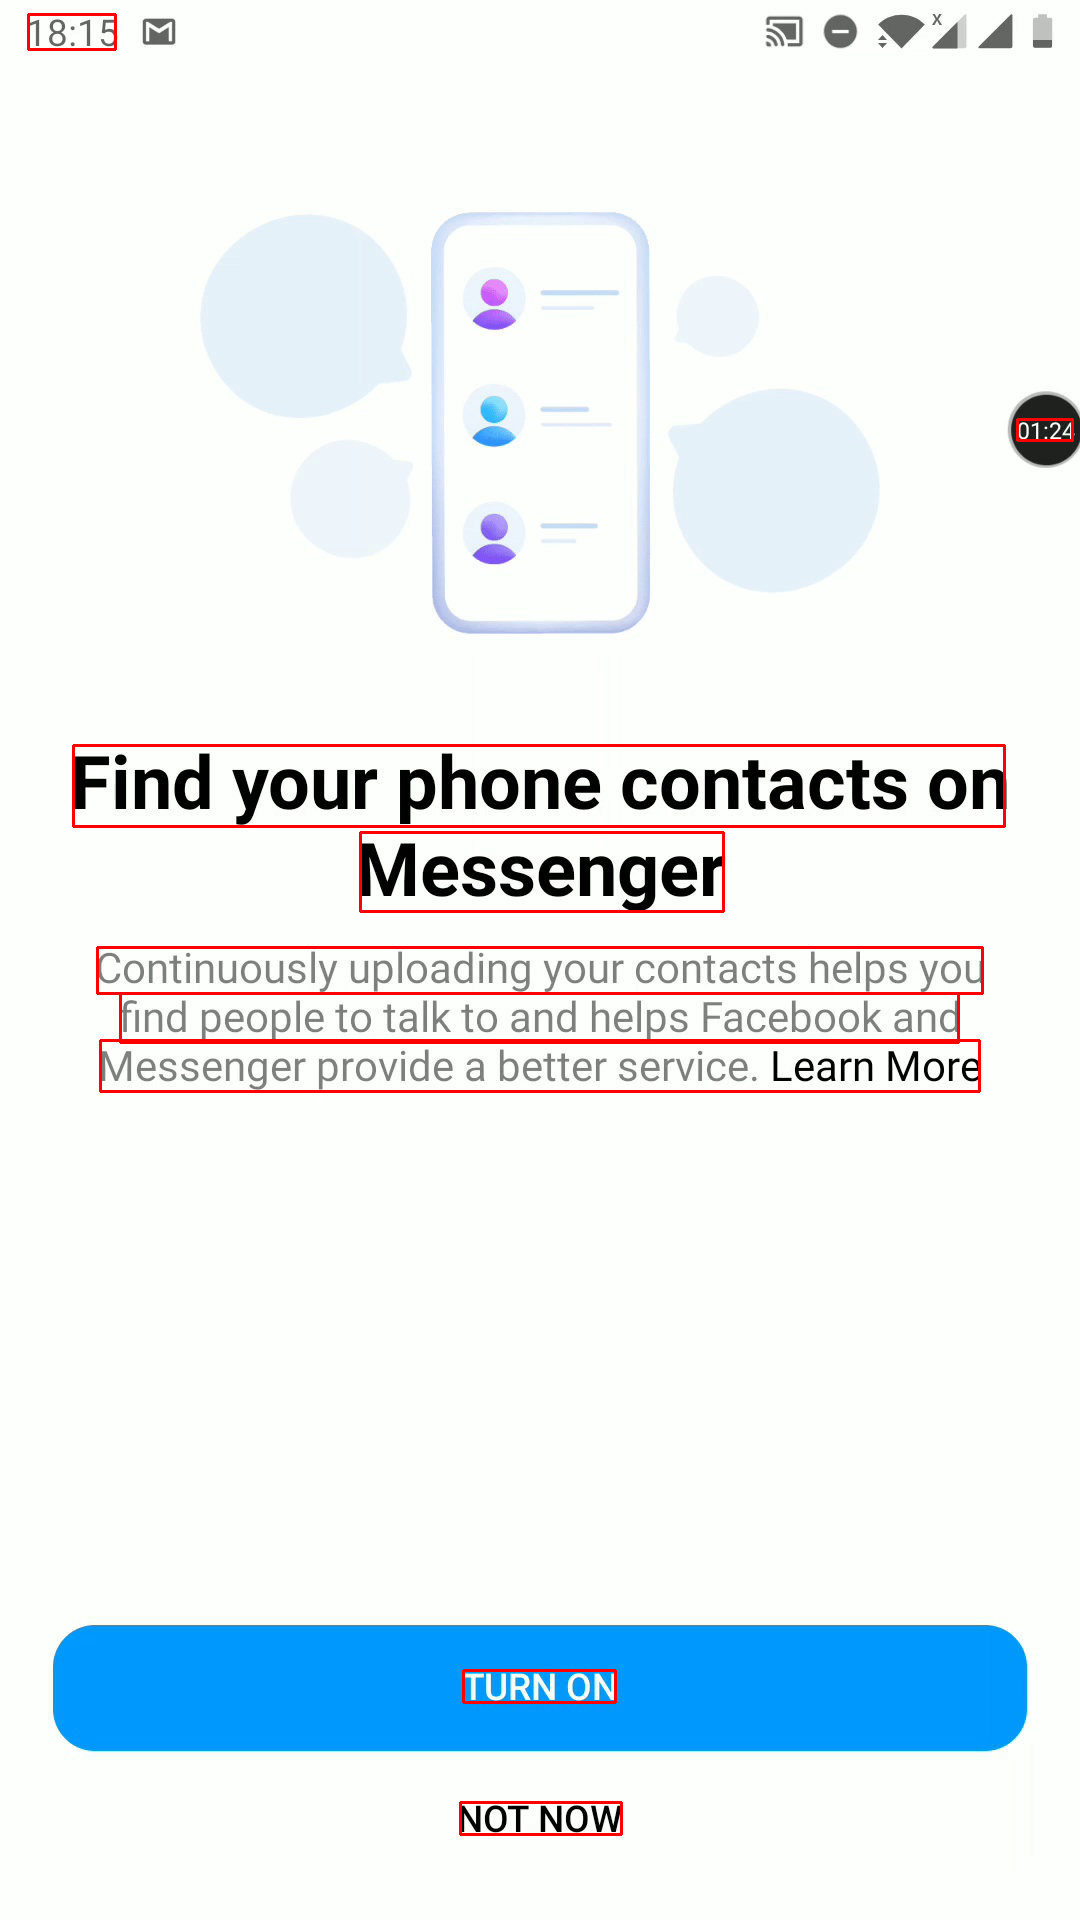 18:15
x
01:24
Find your phone contacts on
Messenger
Continuously uploading your contacts helps you
find people to talk to and helps Facebook and
Messenger provide a better service. Learn More
TURN ON
NOT NOW